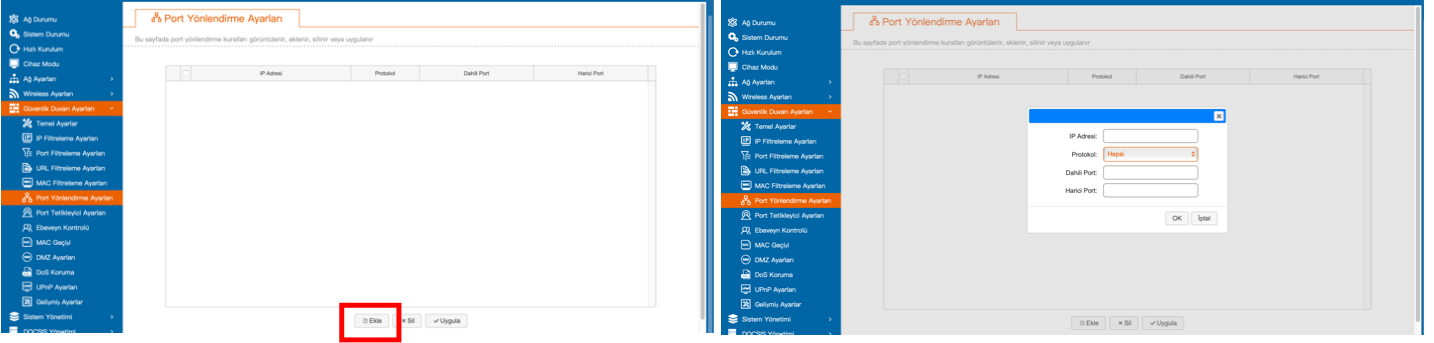 Port Yönlendirme Ayarları
Bu sayfada port yönlendirme kuralları görüntülenir, eklenir, silinir veya uygulanır
Ağ Durumu
Sistem Durumu
Hızlı Kurulum
Cihaz Modu
Ağ Ayarları
Wireless Ayarları
Güvenlik Duvarı Ayarları
Temel Ayarlar
IP Filtreleme Ayarları
Port Filtreleme Ayarları
URL Filtreleme Ayarları
MAC Filtreleme Ayarları
Port Yönlendirme Ayarları
Port Tetikleyici Ayarları
Ebeveyn Kontrolü
MAC Geçişi
DMZ Ayarları
DoS Koruma
UPnP Ayarları
Gelişmiş Ayarlar
Sistem Yönetimi
DOCSIS Yönetimi
IP Adresi Protokol Dahili Port Harici Port
Ekle Sil Uygula
Port Yönlendirme Ayarları
Bu sayfada port yönlendirme kuralları görüntülenir, eklenir, silinir veya uygulanır
Ağ Durumu
Sistem Durumu
Hızlı Kurulum
Cihaz Modu
Ağ Ayarları
Wireless Ayarları
Güvenlik Duvarı Ayarları
Temel Ayarlar
IP Filtreleme Ayarları
Port Filtreleme Ayarları
URL Filtreleme Ayarları
MAC Filtreleme Ayarları
Port Yönlendirme Ayarları
Port Tetikleyici Ayarları
Ebeveyn Kontrolü
MAC Geçişi
DMZ Ayarları
DoS Koruma
UPnP Ayarları
Gelişmiş Ayarlar
Sistem Yönetimi
DOCSIS Yönetimi
IP Adresi Protokol Dahili Port Harici Port
IP Adresi:
Protokol: Hepsi
Dahili Port:
Harici Port:
OK İptal
Ekle Sil Uygula